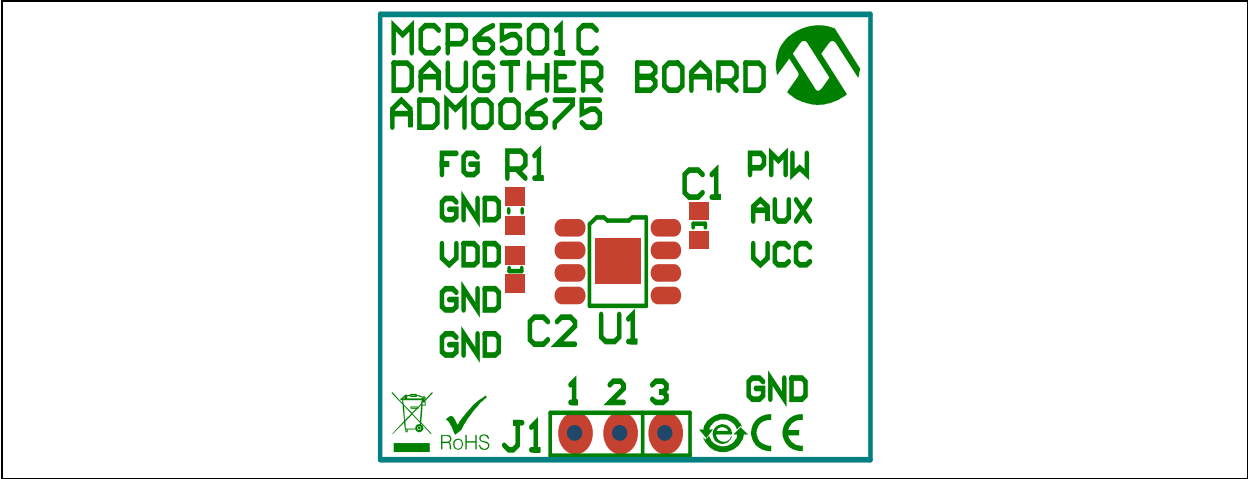 MCP6501C
DAUGTHER BOARD
ADM00675
FG R1 PMW
C1
GND AUX
VDD VCC
GND
C2 U1
GND
1 2 3 GND
RoHS J1 e CE